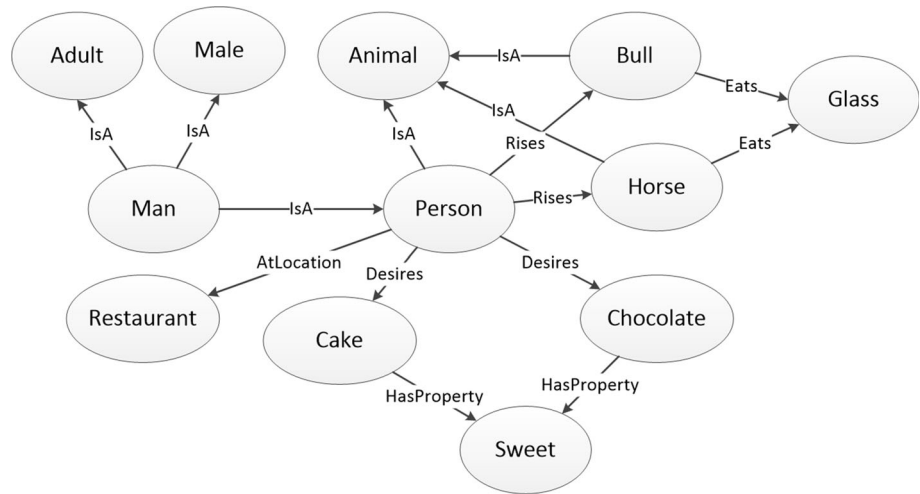 Adult
Male
Animal
Bull
Glass
IsA
Eats
IsA
IsA
IsA
IsA
Rises
Eats
Man
IsA
Person
Rises
Horse
AtLocation
Desires
Desires
Restaurant
Cake
Chocolate
HasProperty
HasProperty
Sweet